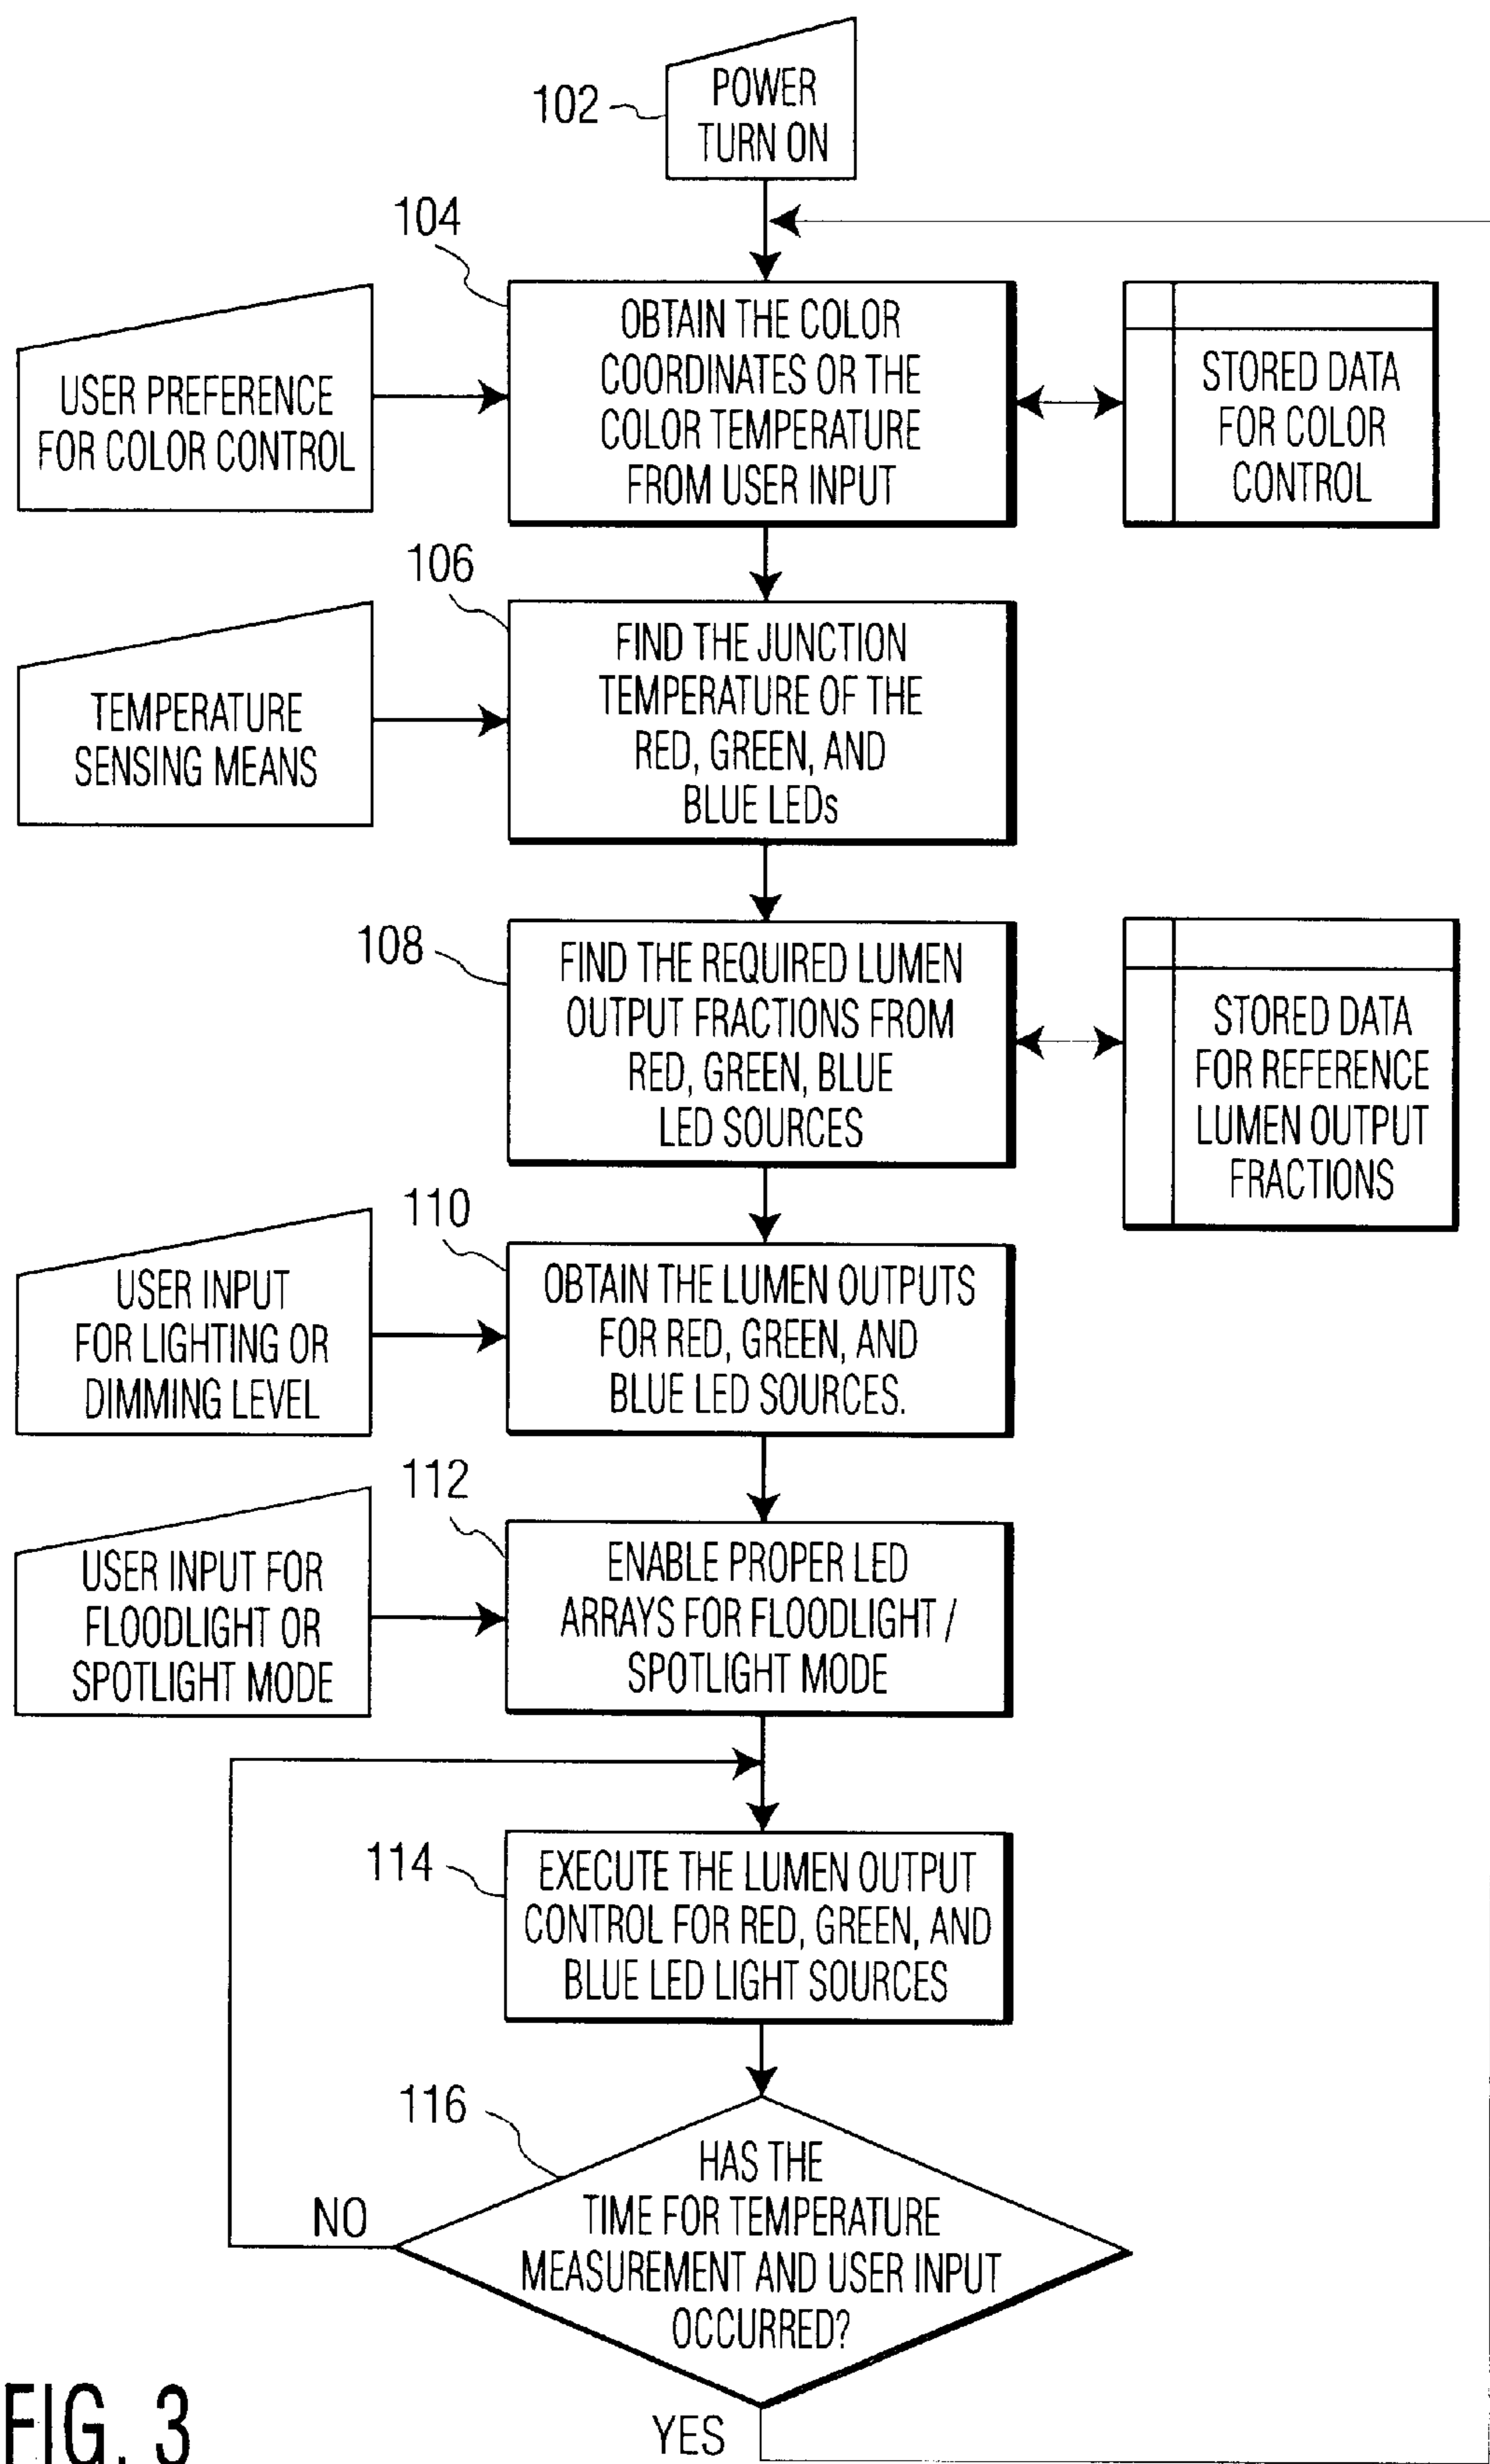 102
POWER
TURN ON
104
USER PREFERENCE
FOR COLOR CONTROL
OBTAIN THE COLOR
COORDINATES OR THE
COLOR TEMPERATURE
FROM USER INPUT
STORED DATA
FOR COLOR
CONTROL
106
TEMPERATURE
SENSING MEANS
FIND THE JUNCTION
TEMPERATURE OF THE
RED, GREEN, AND
BLUE LEDs
108
FIND THE REQUIRED LUMEN
OUTPUT FRACTIONS FROM
RED, GREEN, BLUE
LED SOURCES
STORED DATA
FOR REFERENCE
LUMEN OUTPUT
FRACTIONS
110
USER INPUT
FOR LIGHTING OR
DIMMING LEVEL
OBTAIN THE LUMEN OUTPUTS
FOR RED, GREEN, AND
BLUE LED SOURCES.
112
USER INPUT FOR
FLOODLIGHT OR
SPOTLIGHT MODE
ENABLE PROPER LED
ARRAYS FOR FLOODLIGHT /
SPOTLIGHT MODE
114
EXECUTE THE LUMEN OUTPUT
CONTROL FOR RED, GREEN, AND
BLUE LED LIGHT SOURCES
116
HAS THE
TIME FOR TEMPERATURE
MEASUREMENT AND USER INPUT
OCCURRED?
NO
YES
FIG. 3